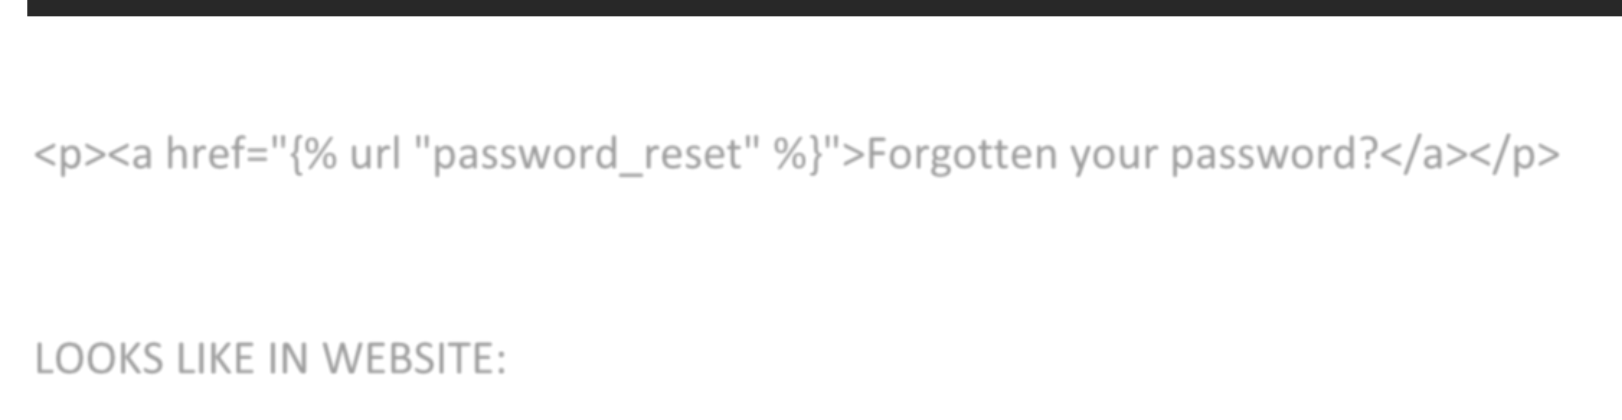 <p><a href="{% url "password_reset" %}">Forgotten your password?</a></p>
LOOKS LIKE IN WEBSITE: